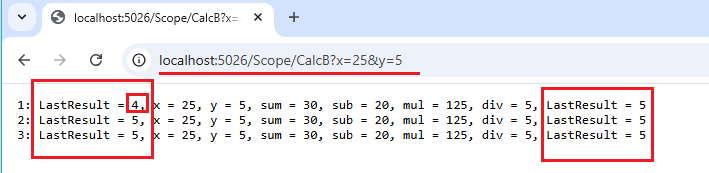 localhost:5026/Scope/CalcB?x=
localhost:5026/Scope/CalcB?x=25&y=5
1: LastResult = 4, x = 25, y = 5, sum = 30, sub = 20, mul = 125, div = 5, LastResult = 5
2: LastResult = 5, x = 25, y = 5, sum = 30, sub = 20, mul = 125, div = 5, LastResult = 5
3: LastResult = 5, x = 25, y = 5, sum = 30, sub = 20, mul = 125, div = 5, LastResult = 5